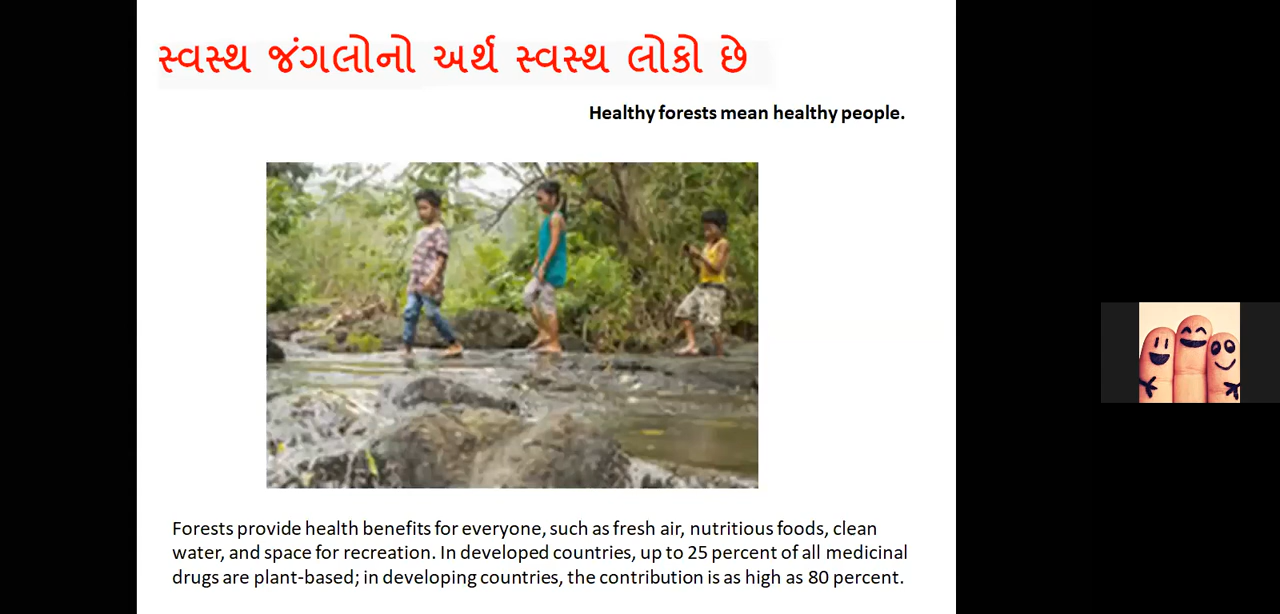 સ્વસ્થ જંગલોનો અર્થ સ્વસ્થ લોકો છે
Healthy forests mean healthy people.
Forests provide health benefits for everyone, such as fresh air, nutritious foods, clean
water, and space for recreation. In developed countries, up to 25 percent of all medicinal
drugs are plant-based; in developing countries, the contribution is as high as 80 percent.